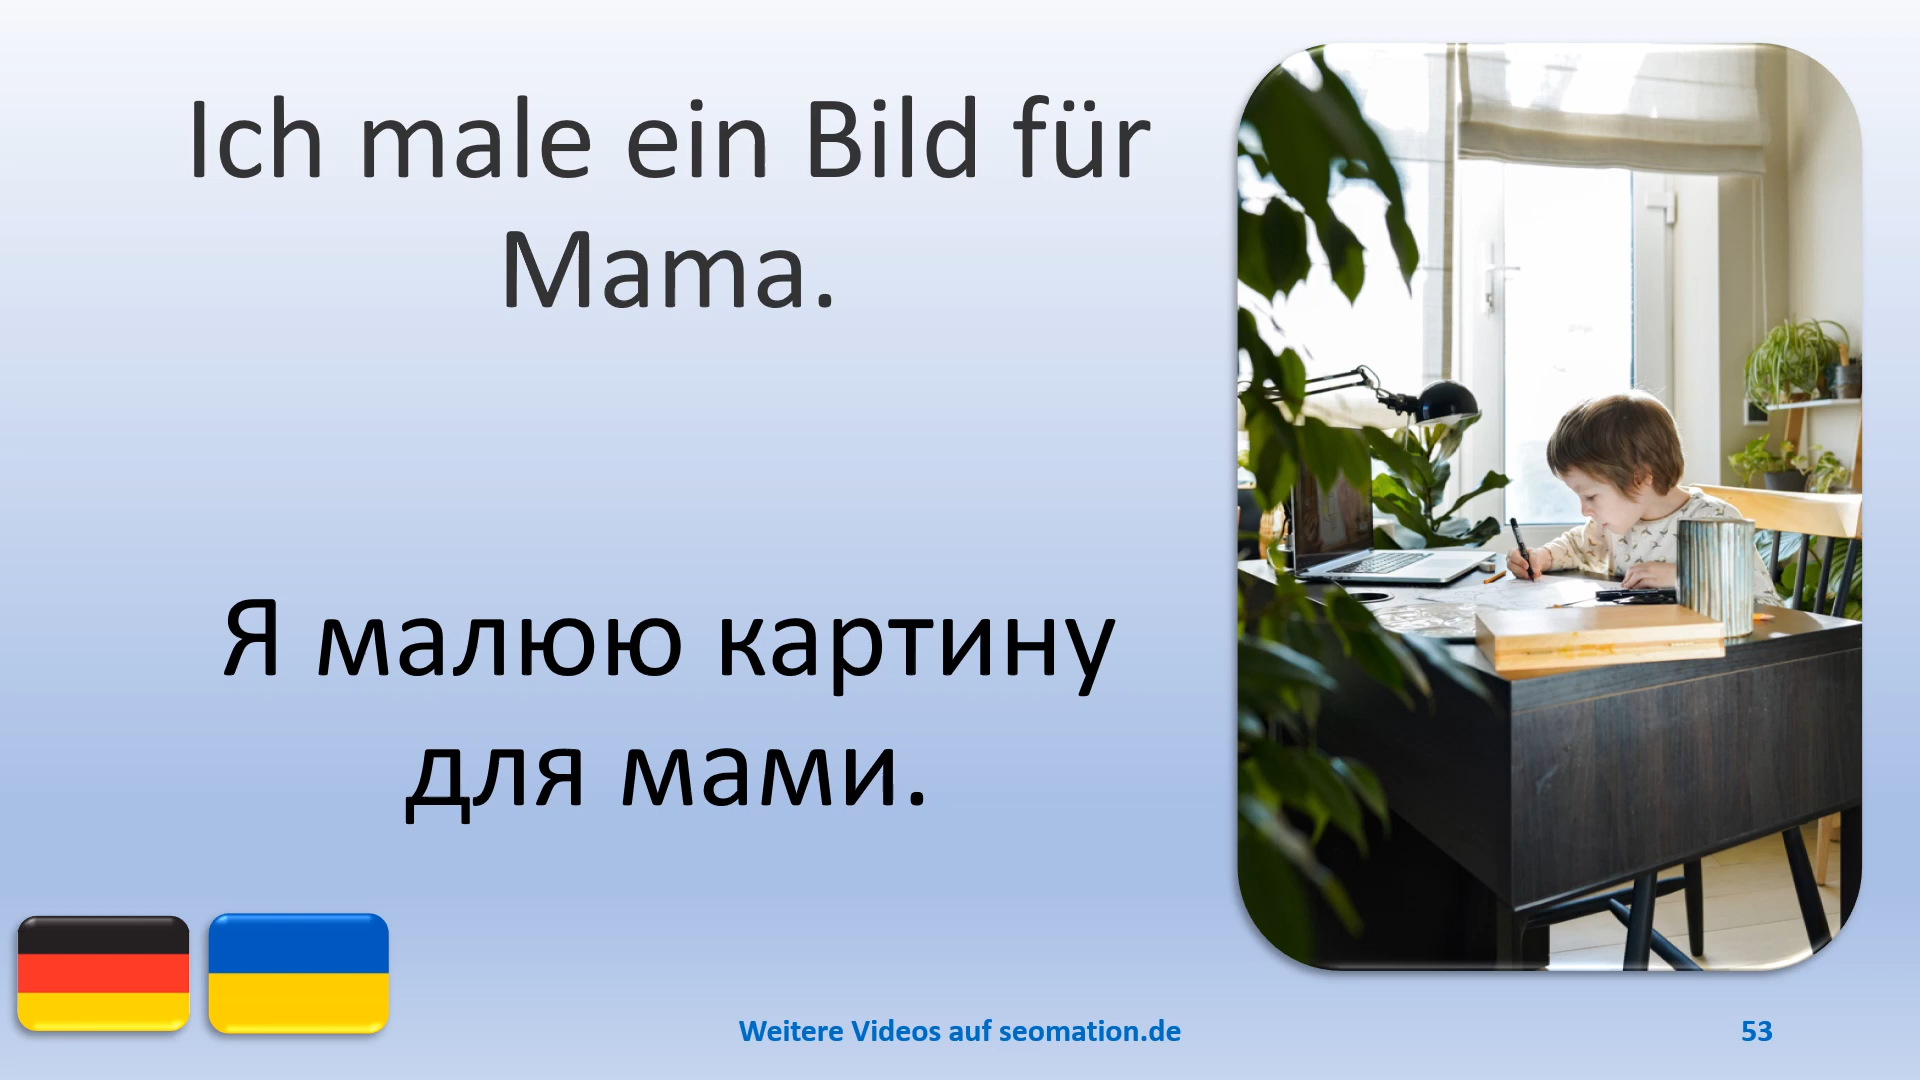 Ich male ein Bild für
Mama.
Я малюю картину
для мами.
Weitere Videos auf seomation.de
53